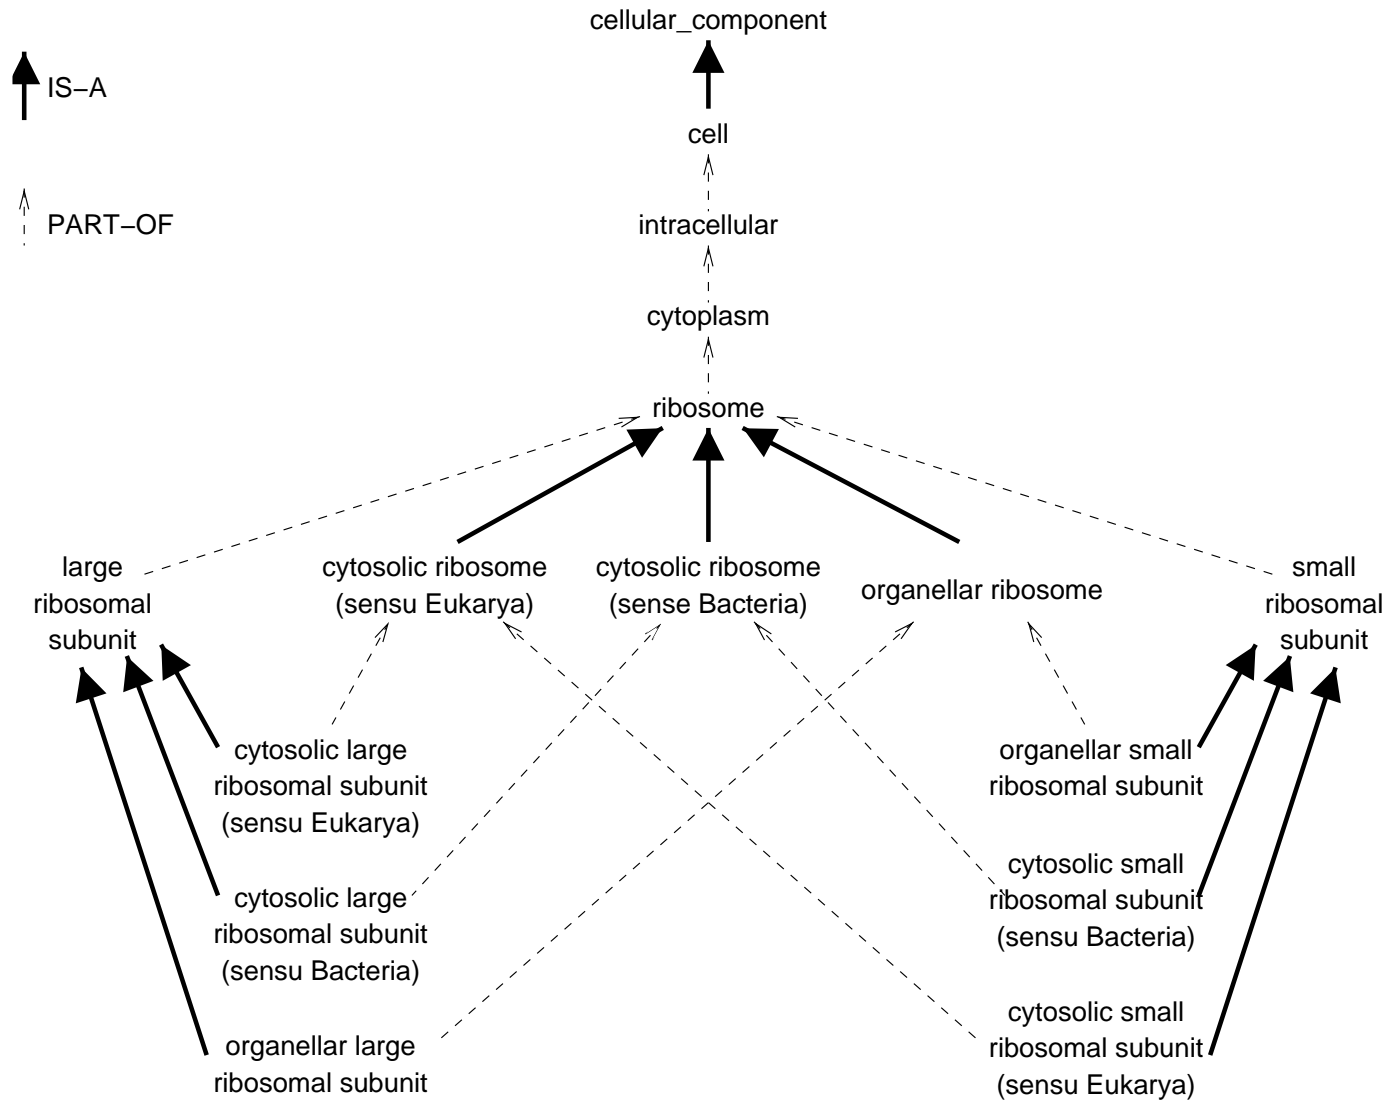 cellular_component
IS−A
cell
PART−OF
intracellular
cytoplasm
ribosome
large
ribosomal
subunit
cytosolic ribosome
(sensu Eukarya)
cytosolic ribosome
(sense Bacteria)
organellar ribosome
small
ribosomal
subunit
cytosolic large
ribosomal subunit
(sensu Eukarya)
organellar small
ribosomal subunit
cytosolic large
ribosomal subunit
(sensu Bacteria)
cytosolic small
ribosomal subunit
(sensu Bacteria)
organellar large
ribosomal subunit
cytosolic small
ribosomal subunit
(sensu Eukarya)